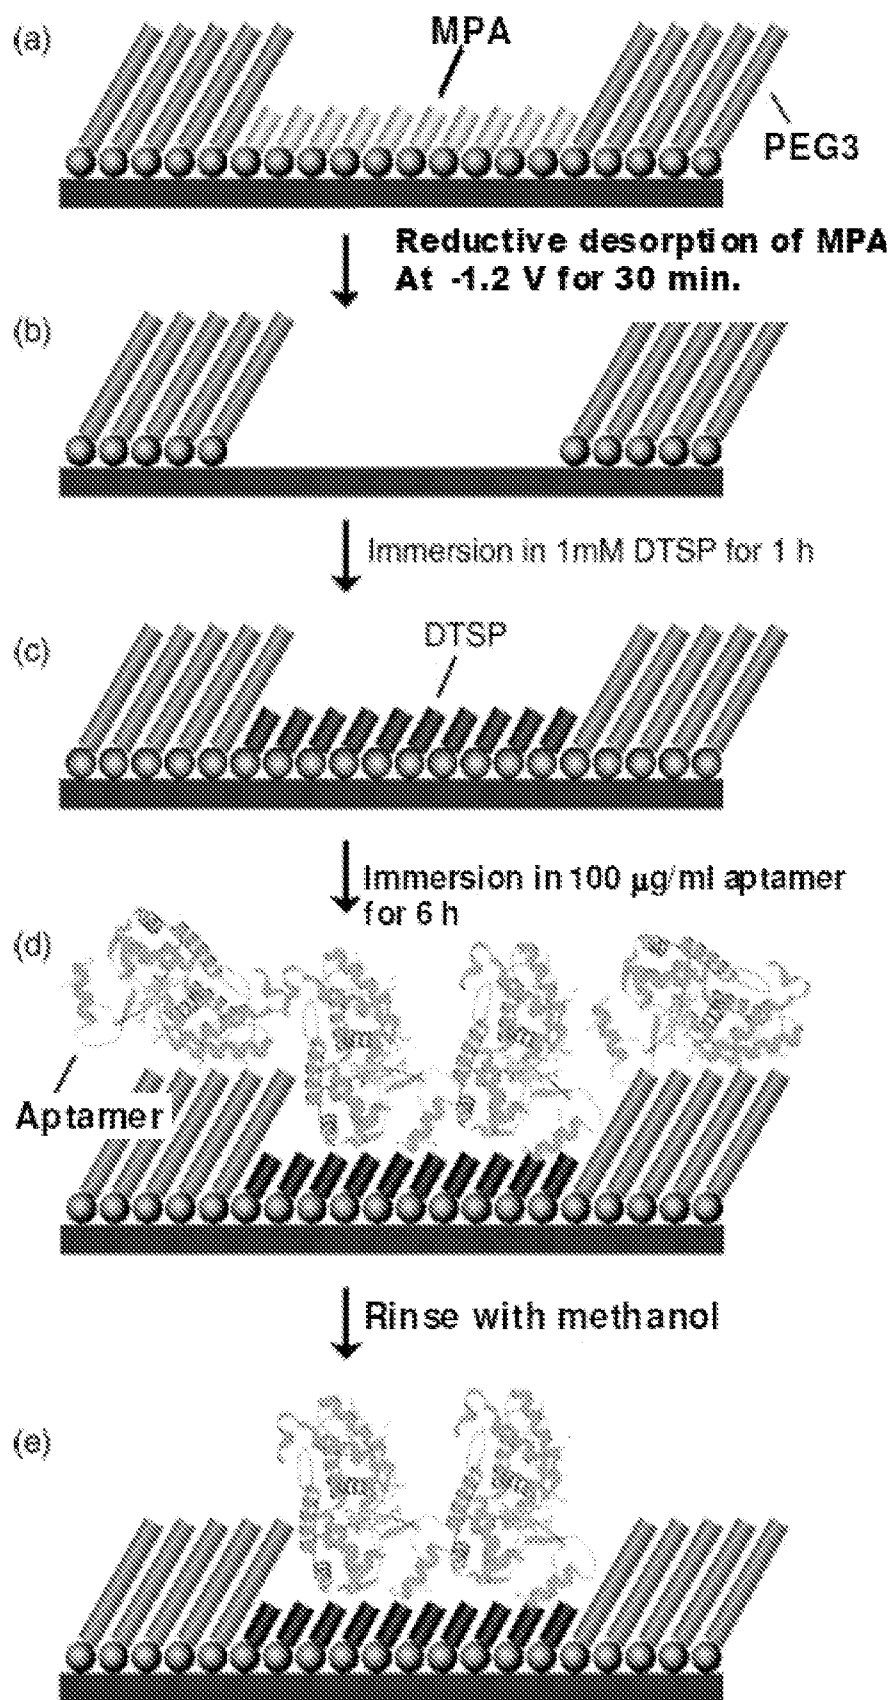 (a)
MPA
PEG3
Reductive desorption of MPA
At -1.2 V for 30 min.
(b)
Immersion in 1mM DTSP for 1 h
(c)
DTSP
Immersion in 100 µg/ml aptamer
for 6 h
(d)
Aptamer
Rinse with methanol
(e)